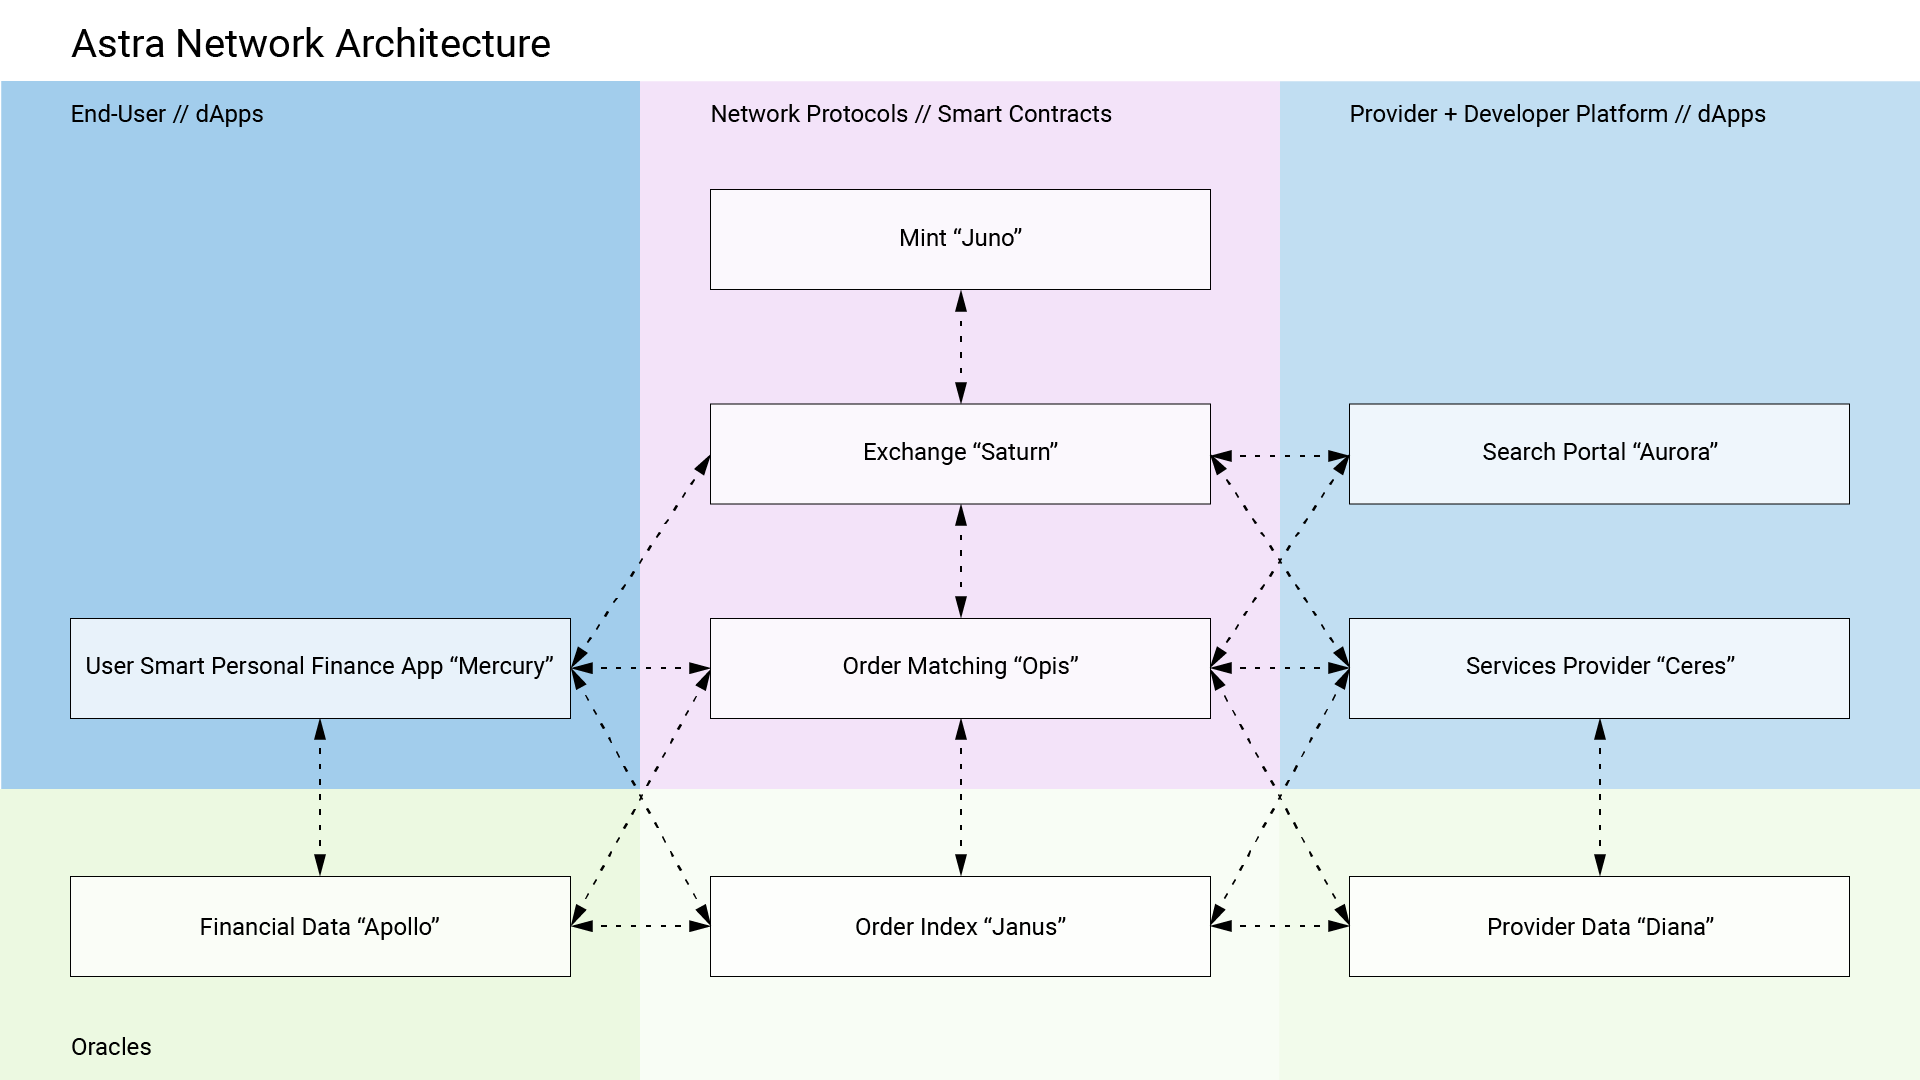 Astra Network Architecture
End-User // dApps
Network Protocols // Smart Contracts
Provider + Developer Platform // dApps
Mint “Juno”
Exchange “Saturn”
Search Portal “Aurora”
User Smart Personal Finance App “Mercury”
Order Matching “Opis”
Services Provider “Ceres”
Financial Data “Apollo”
Order Index “Janus”
Provider Data “Diana”
Oracles